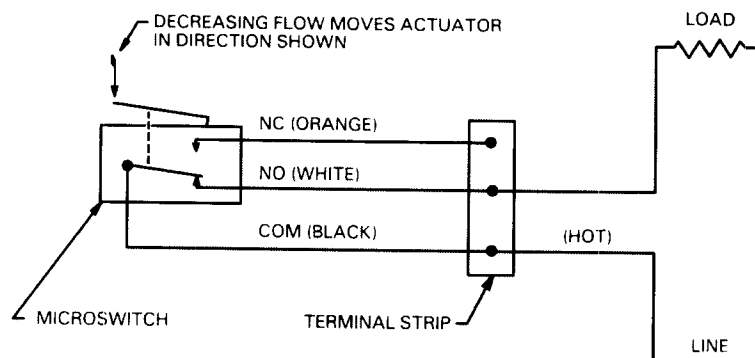 DECREASING FLOW MOVES ACTUATOR
IN DIRECTION SHOWN
LOAD
NC (ORANGE)
NO (WHITE)
COM (BLACK)
(HOT)
MICROSWITCH
TERMINAL STRIP
LINE